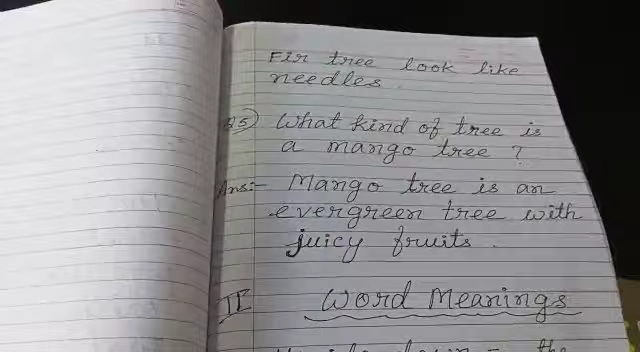 Fir tree look like
needles.
Q5) What kind of tree is
a mango tree ?
Ans:- Mango tree is an
evergreen tree with
juicy fruits.
II Word Meanings